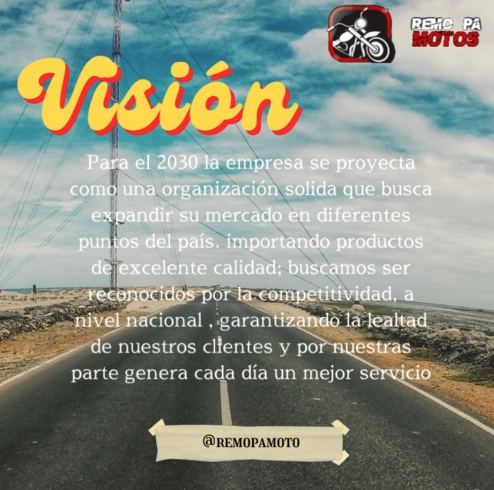 REMO PA
MOTOS
Visión
Para el 2030 la empresa se proyecta
como una organización solida que busca
expandir su mercado en diferentes
puntos del país. importando productos
de excelente calidad; buscamos ser
reconocidos por la competitividad, a
nivel nacional , garantizando la lealtad
de nuestros clientes y por nuestras
parte genera cada día un mejor servicio
@REMOPAMOTO